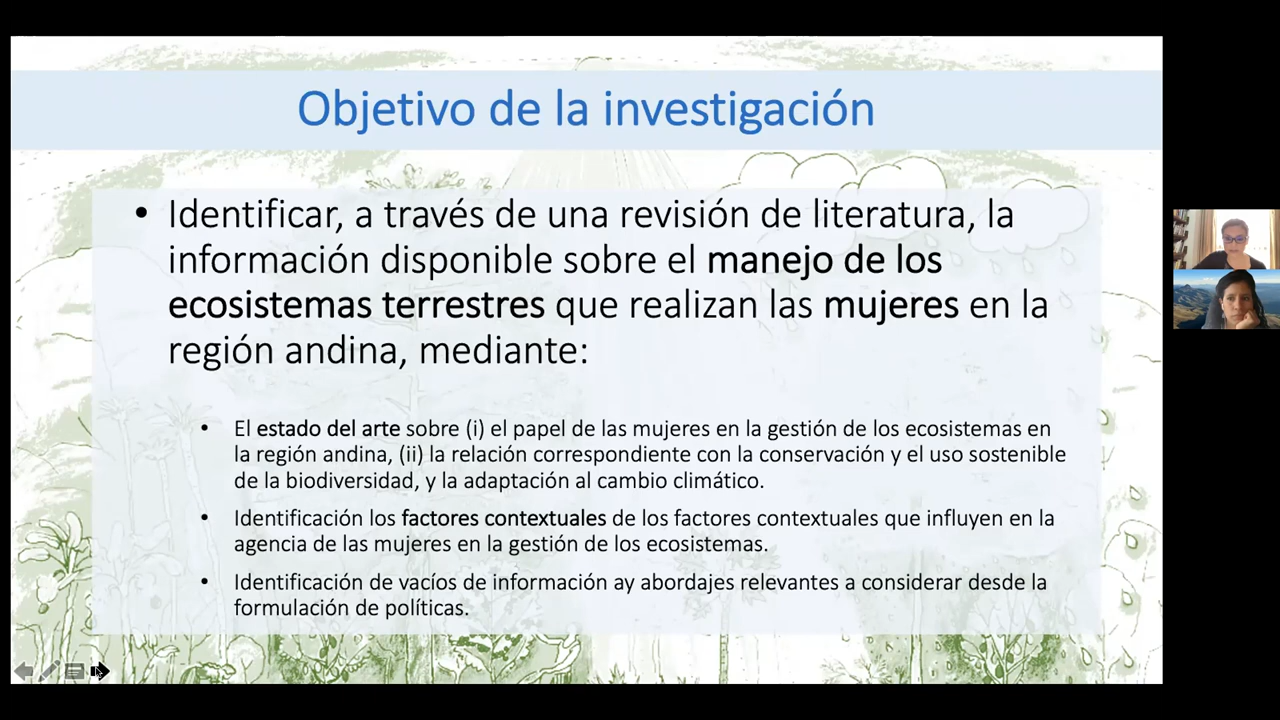 Objetivo de la investigación
• Identificar, a través de una revisión de literatura, la
información disponible sobre el manejo de los
ecosistemas terrestres que realizan las mujeres en la
región andina, mediante:
• El estado del arte sobre (i) el papel de las mujeres en la gestión de los ecosistemas en
la región andina, (ii) la relación correspondiente con la conservación y el uso sostenible
de la biodiversidad, y la adaptación al cambio climático.
• Identificación los factores contextuales de los factores contextuales que influyen en la
agencia de las mujeres en la gestión de los ecosistemas.
• Identificación de vacíos de información ay abordajes relevantes a considerar desde la
formulación de políticas.